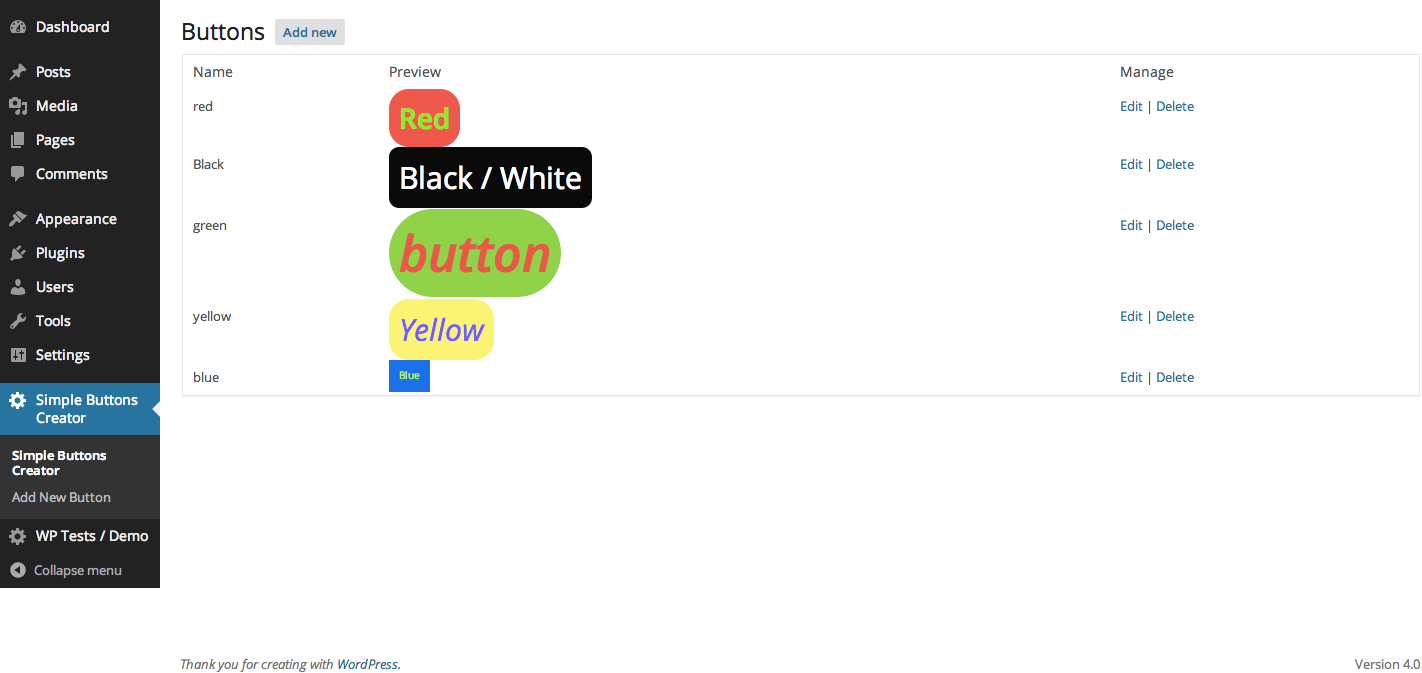 Dashboard
Posts
Media
Pages
Comments
Appearance
Plugins
Users
Tools
Settings
Simple Buttons
Creator
Simple Buttons
Creator
Add New Button
WP Tests / Demo
Collapse menu
Buttons Add new
Name Preview Manage
red Red Edit | Delete
Black Black / White Edit | Delete
green button Edit | Delete
yellow Yellow Edit | Delete
blue Blue Edit | Delete
Thank you for creating with WordPress. Version 4.0